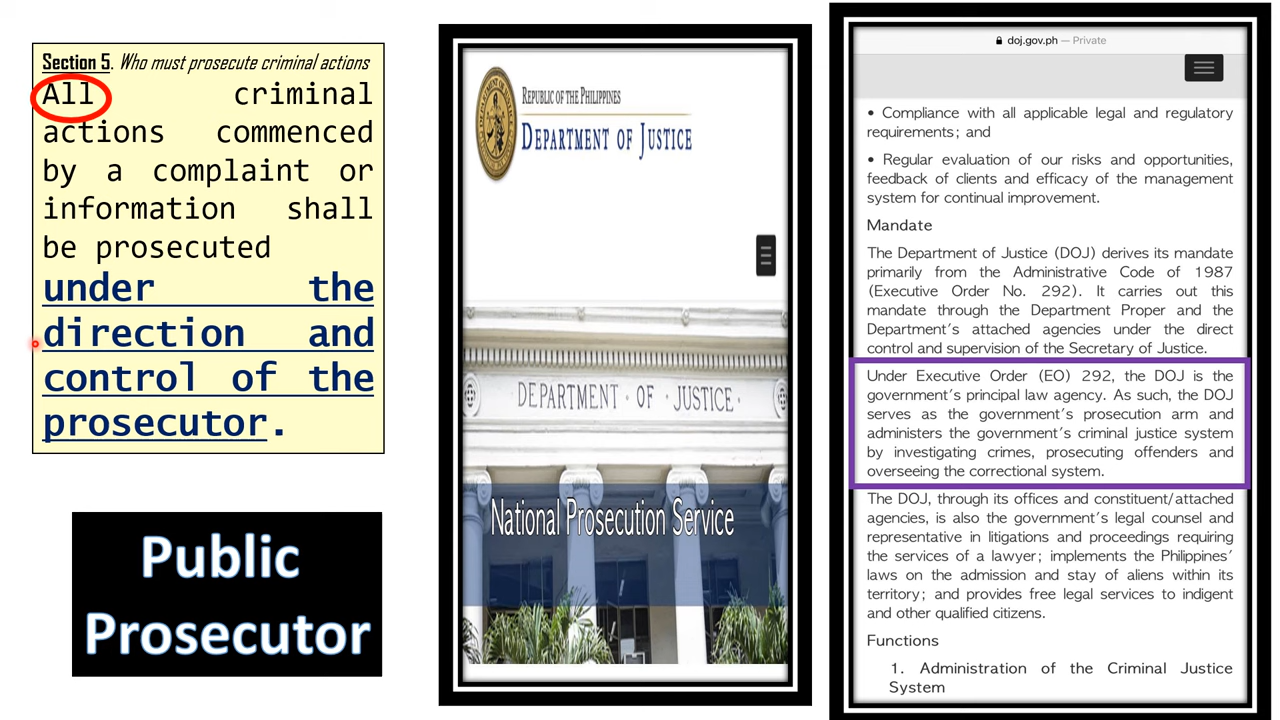 Section 5. Who must prosecute criminal actions
All criminal
actions commenced
by a complaint or
information shall
be prosecuted
under the
direction and
control of the
prosecutor.
Public
Prosecutor
REPUBLIC OF THE PHILIPPINES
DEPARTMENT OF JUSTICE
DEPARTMENT · OF · JUSTICE
National Prosecution Service
doj.gov.ph — Private
• Compliance with all applicable legal and regulatory
requirements; and
• Regular evaluation of our risks and opportunities,
feedback of clients and efficacy of the management
system for continual improvement.
Mandate
The Department of Justice (DOJ) derives its mandate
primarily from the Administrative Code of 1987
(Executive Order No. 292). It carries out this
mandate through the Department Proper and the
Department's attached agencies under the direct
control and supervision of the Secretary of Justice.
Under Executive Order (EO) 292, the DOJ is the
government's principal law agency. As such, the DOJ
serves as the government's prosecution arm and
administers the government's criminal justice system
by investigating crimes, prosecuting offenders and
overseeing the correctional system.
The DOJ, through its offices and constituent/attached
agencies, is also the government's legal counsel and
representative in litigations and proceedings requiring
the services of a lawyer; implements the Philippines'
laws on the admission and stay of aliens within its
territory; and provides free legal services to indigent
and other qualified citizens.
Functions
1. Administration of the Criminal Justice
System